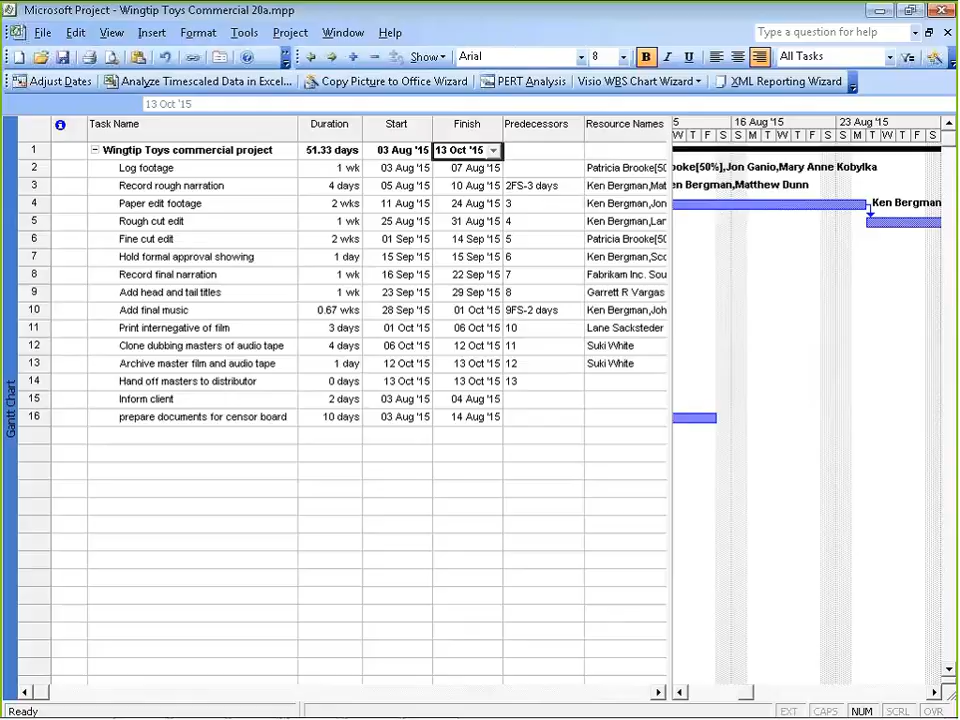 Microsoft Project - Wingtip Toys Commercial 20a.mpp
File Edit View Insert Format Tools Project Window Help Type a question for help
Show Arial 8 B I U All Tasks
Adjust Dates Analyze Timescaled Data in Excel... Copy Picture to Office Wizard PERT Analysis Visio WBS Chart Wizard XML Reporting Wizard
13 Oct '15
Task Name Duration Start Finish Predecessors Resource Names 5 16 Aug '15 23 Aug '15
W T F S S M T W T F S S M T W T F S
1 Wingtip Toys commercial project 51.33 days 03 Aug '15 13 Oct '15
2 Log footage 1 wk 03 Aug '15 07 Aug '15 Patricia Brooke[50 ooke[50%],Jon Ganio,Mary Anne Kobylka
3 Record rough narration 4 days 05 Aug '15 10 Aug '15 2FS-3 days Ken Bergman,Mat en Bergman,Matthew Dunn
4 Paper edit footage 2 wks 11 Aug '15 24 Aug '15 3 Ken Bergman,Jon Ken Bergman
5 Rough cut edit 1 wk 25 Aug '15 31 Aug '15 4 Ken Bergman,Lan
6 Fine cut edit 2 wks 01 Sep '15 14 Sep '15 5 Patricia Brooke[50
7 Hold formal approval showing 1 day 15 Sep '15 15 Sep '15 6 Ken Bergman,Sco
8 Record final narration 1 wk 16 Sep '15 22 Sep '15 7 Fabrikam Inc. Sou
9 Add head and tail titles 1 wk 23 Sep '15 29 Sep '15 8 Garrett R Vargas
10 Add final music 0.67 wks 28 Sep '15 01 Oct '15 9FS-2 days Ken Bergman,Joh
11 Print internegative of film 3 days 01 Oct '15 06 Oct '15 10 Lane Sacksteder
12 Clone dubbing masters of audio tape 4 days 06 Oct '15 12 Oct '15 11 Suki White
13 Archive master film and audio tape 1 day 12 Oct '15 13 Oct '15 12 Suki White
14 Hand off masters to distributor 0 days 13 Oct '15 13 Oct '15 13
15 Inform client 2 days 03 Aug '15 04 Aug '15
16 prepare documents for censor board 10 days 03 Aug '15 14 Aug '15
Gantt Chart
Ready EXT CAPS NUM SCRL OVR